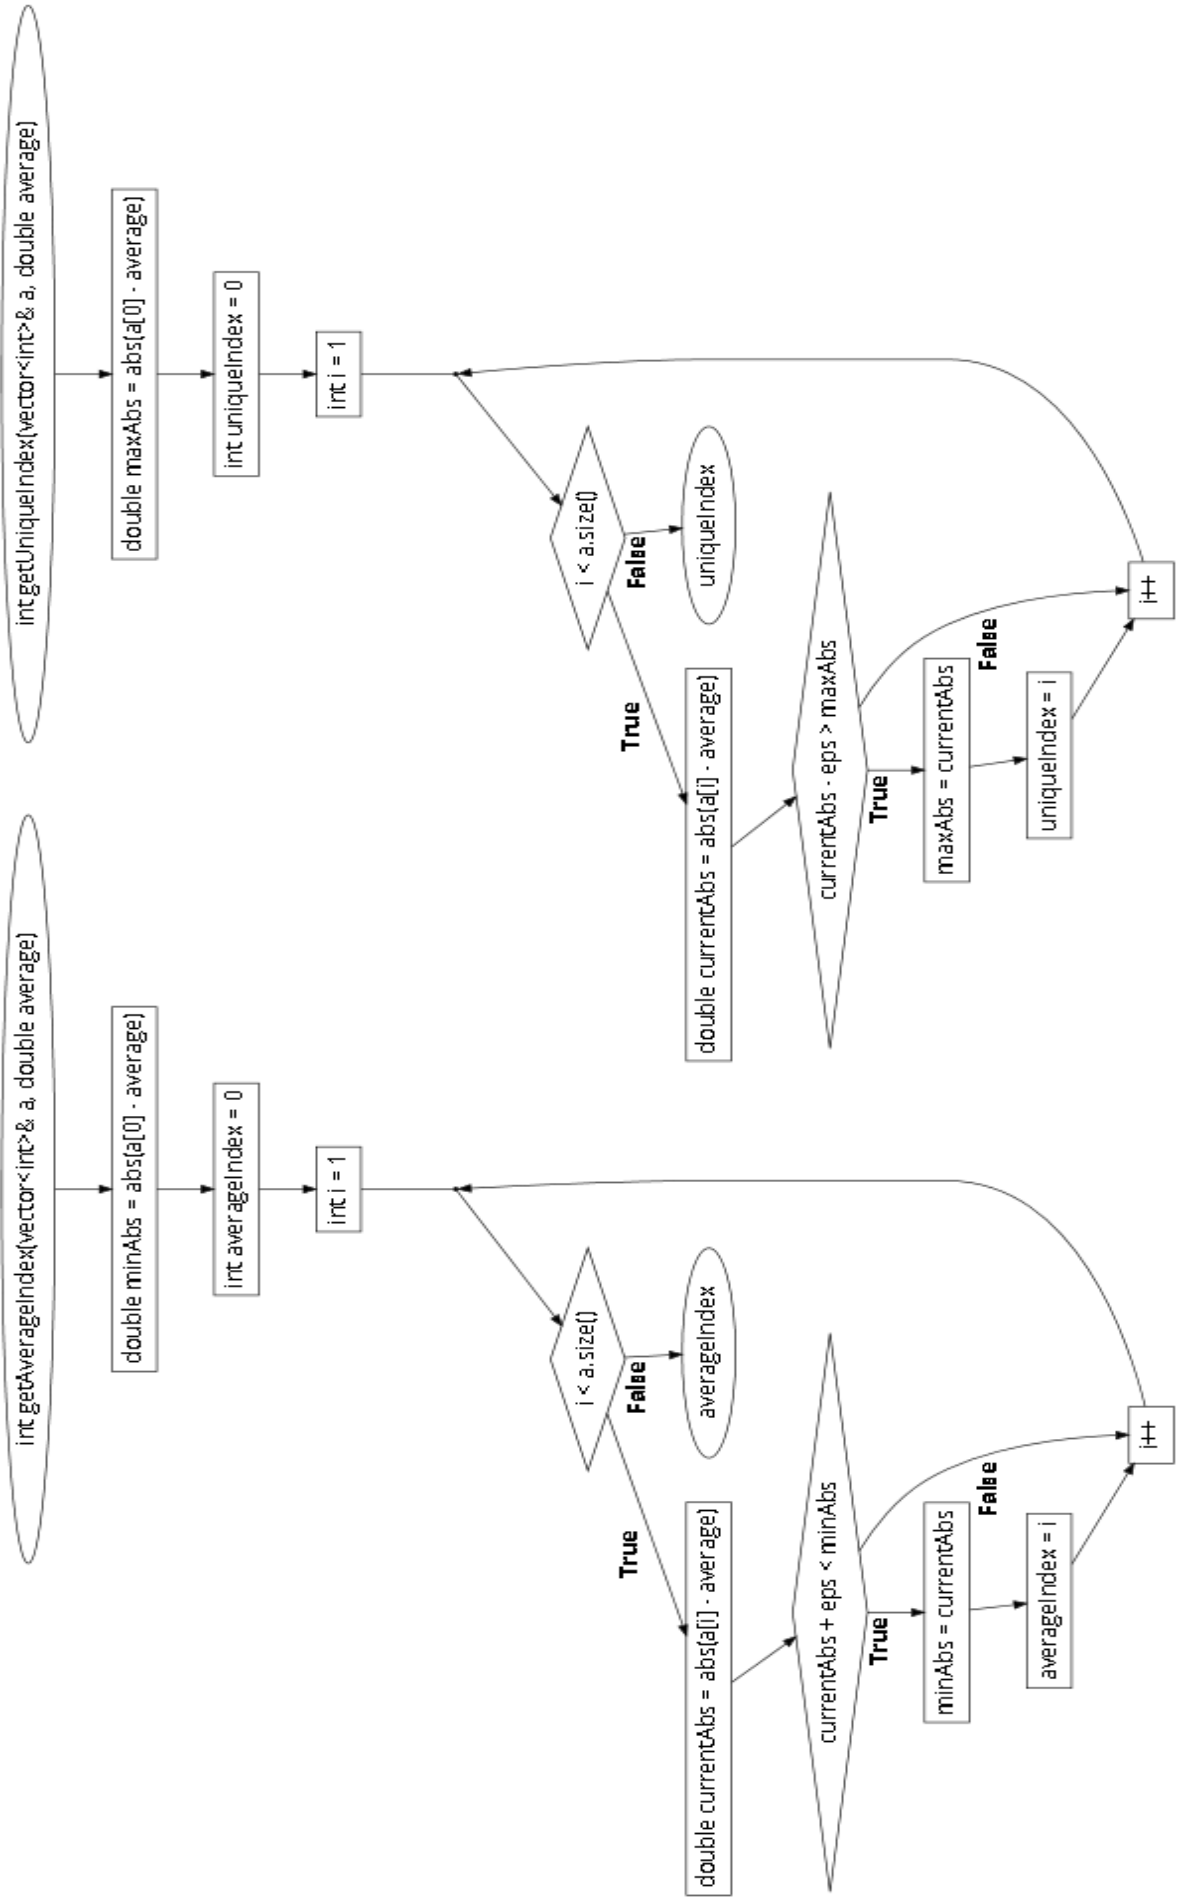 int getAverageIndex(vector<int>& a, double average)
double minAbs = abs(a[0] - average)
int averageIndex = 0
int i = 1
i < a.size()
True
False
double currentAbs = abs(a[i] - average)
averageIndex
currentAbs + eps < minAbs
True
False
minAbs = currentAbs
averageIndex = i
i++
int getUniqueIndex(vector<int>& a, double average)
double maxAbs = abs(a[0] - average)
int uniqueIndex = 0
int i = 1
i < a.size()
True
False
double currentAbs = abs(a[i] - average)
uniqueIndex
currentAbs - eps > maxAbs
True
False
maxAbs = currentAbs
uniqueIndex = i
i++